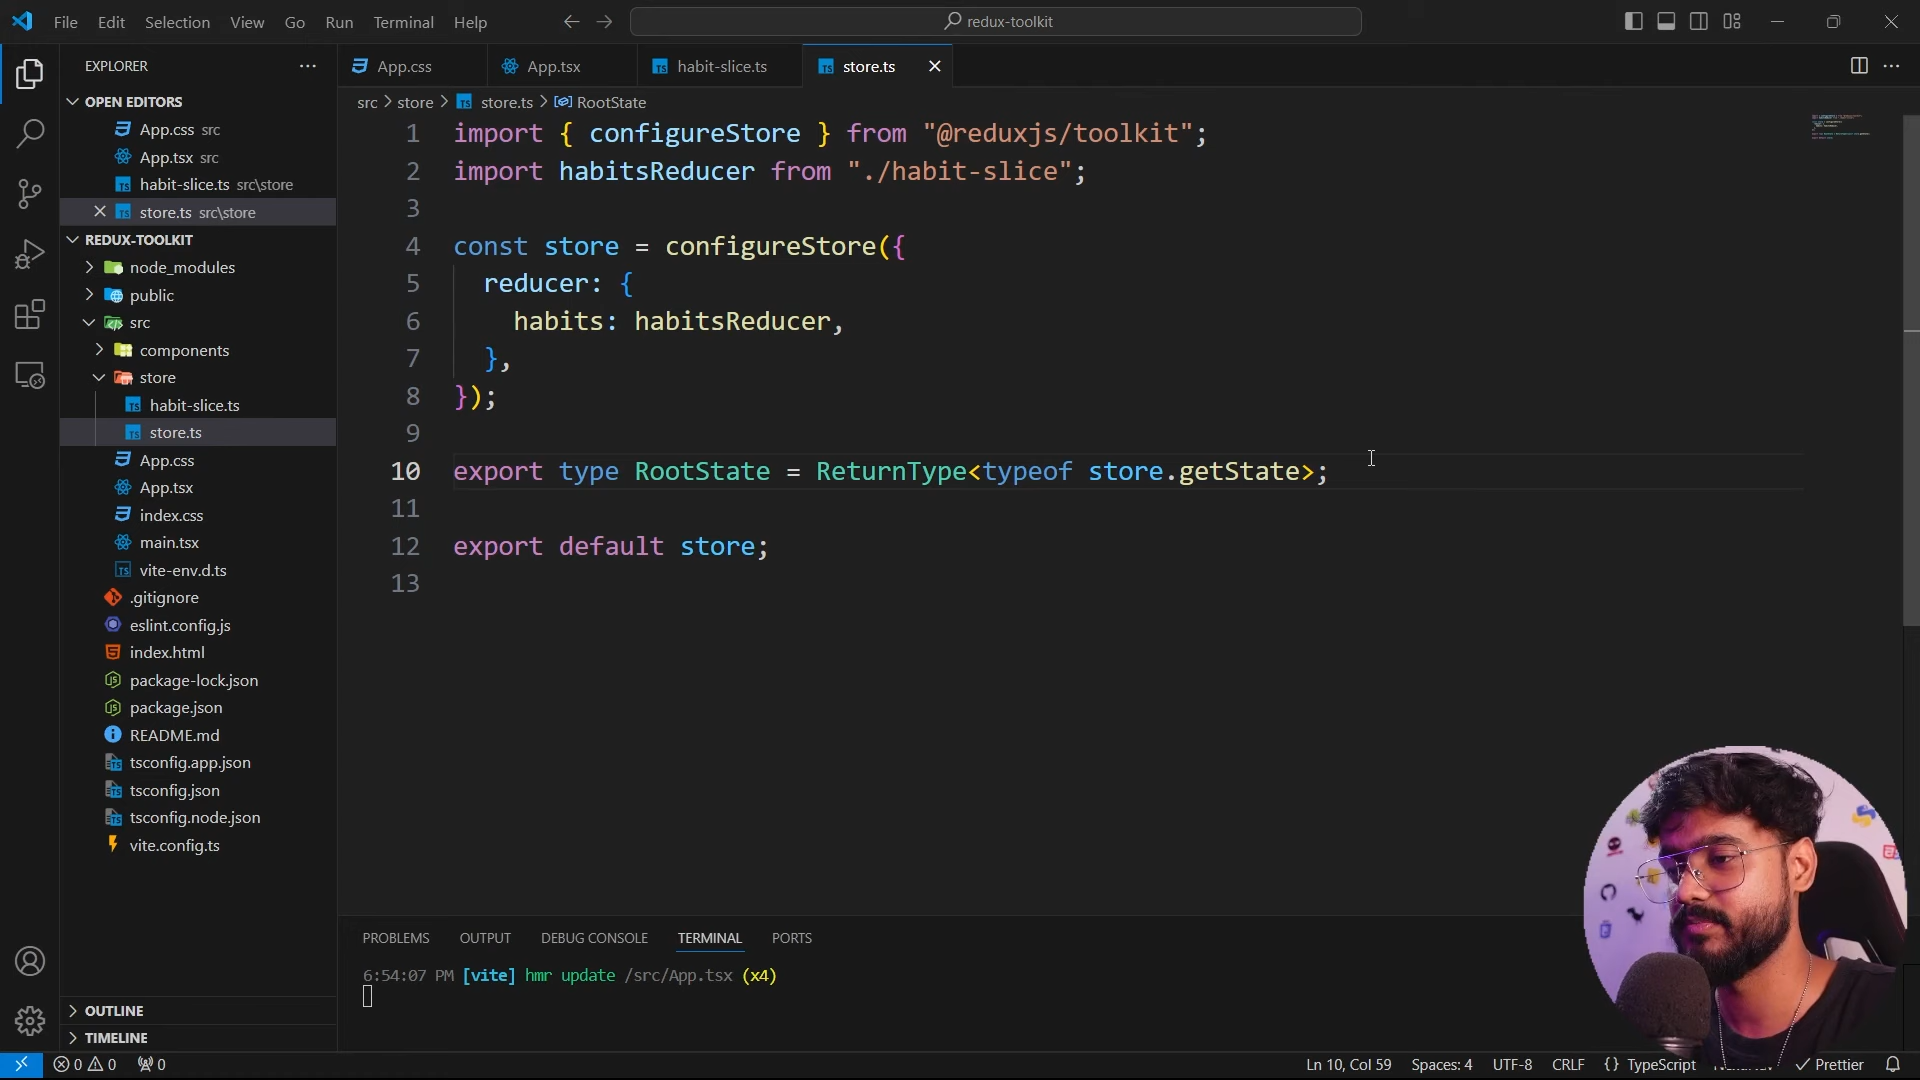 File Edit Selection View Go Run Terminal Help
redux-toolkit
EXPLORER
OPEN EDITORS
App.css src
App.tsx src
habit-slice.ts src\store
store.ts src\store
REDUX-TOOLKIT
node_modules
public
src
components
store
habit-slice.ts
store.ts
App.css
App.tsx
index.css
main.tsx
vite-env.d.ts
.gitignore
eslint.config.js
index.html
package-lock.json
package.json
README.md
tsconfig.app.json
tsconfig.json
tsconfig.node.json
vite.config.ts
OUTLINE
TIMELINE
App.css App.tsx habit-slice.ts store.ts
src > store > store.ts > RootState
1 import { configureStore } from "@reduxjs/toolkit";
2 import habitsReducer from "./habit-slice";
3
4 const store = configureStore({
5 reducer: {
6 habits: habitsReducer,
7 },
8 });
9
10 export type RootState = ReturnType<typeof store.getState>;
11
12 export default store;
13
PROBLEMS OUTPUT DEBUG CONSOLE TERMINAL PORTS
6:54:07 PM [vite] hmr update /src/App.tsx (x4)
0 0 0
Ln 10, Col 59 Spaces: 4 UTF-8 CRLF {} TypeScript Prettier